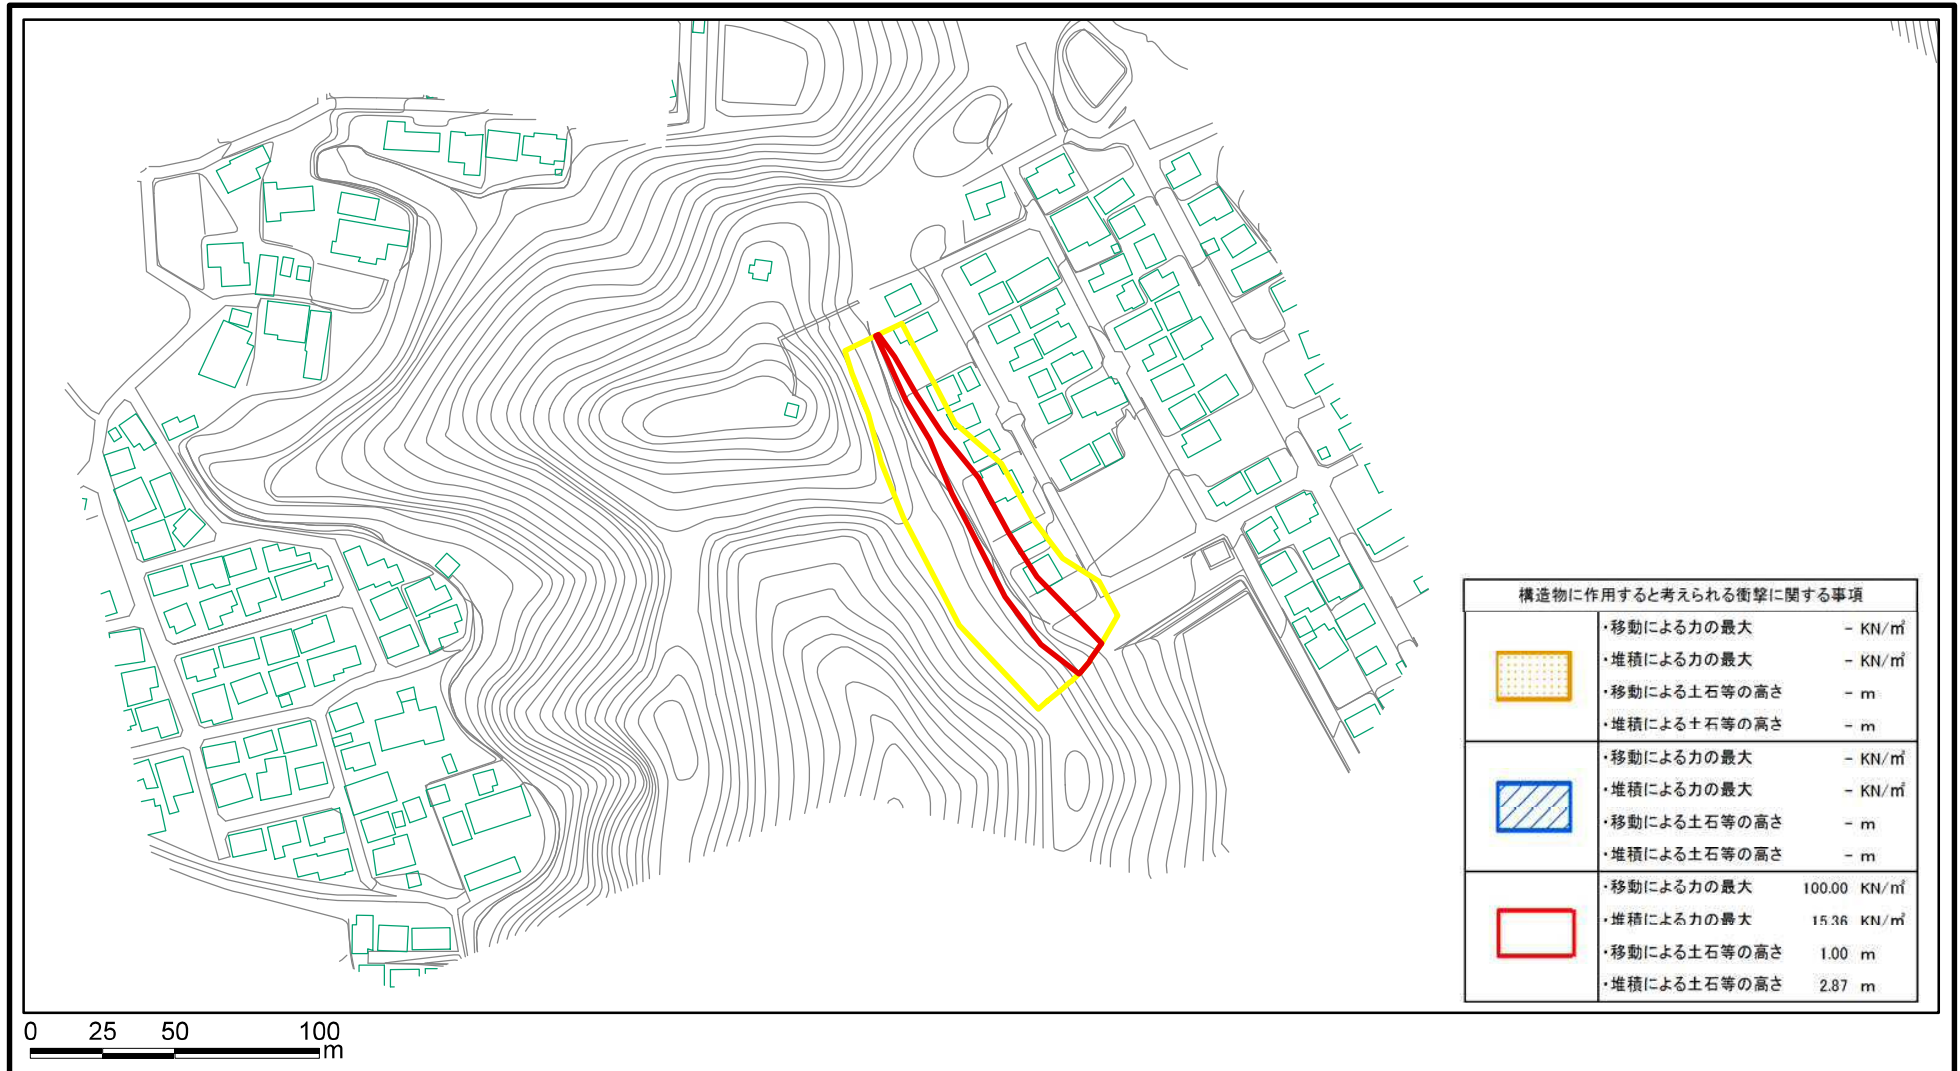 構造物に作用すると考えられる衝撃に関する事項
・移動による力の最大 - KN/㎡
・堆積による力の最大 - KN/㎡
・移動による土石等の高さ - m
・堆積による土石等の高さ - m
・移動による力の最大 - KN/㎡
・堆積による力の最大 - KN/㎡
・移動による土石等の高さ - m
・堆積による土石等の高さ - m
・移動による力の最大 100.00 KN/㎡
・堆積による力の最大 15.36 KN/㎡
・移動による土石等の高さ 1.00 m
・堆積による土石等の高さ 2.87 m
0 25 50 100
m